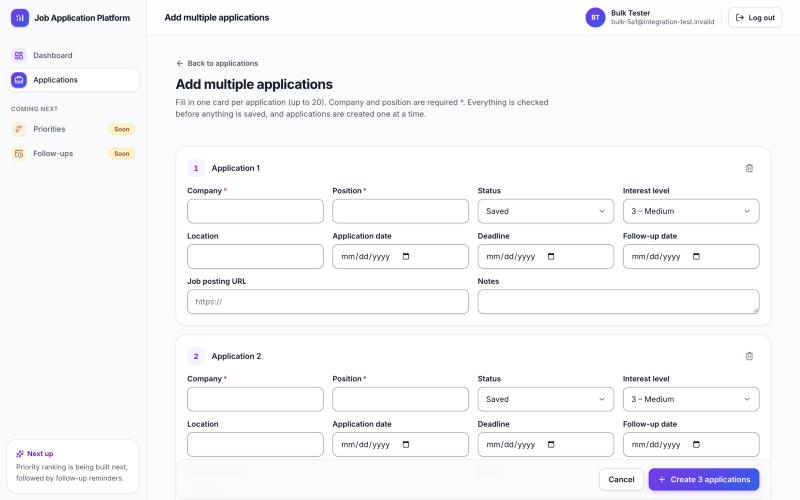 Job Application Platform
Add multiple applications
BT
Bulk Tester
bulk-5a1@integration-test.invalid
Log out
Dashboard
Applications
COMING NEXT
Priorities
Soon
Follow-ups
Soon
Next up
Priority ranking is being built next,
followed by follow-up reminders.
Back to applications
Add multiple applications
Fill in one card per application (up to 20). Company and position are required *. Everything is checked
before anything is saved, and applications are created one at a time.
1 Application 1
Company * Position * Status Interest level
Saved 3 – Medium
Location Application date Deadline Follow-up date
mm/dd/yyyy mm/dd/yyyy mm/dd/yyyy
Job posting URL Notes
https://
2 Application 2
Company * Position * Status Interest level
Saved 3 – Medium
Location Application date Deadline Follow-up date
mm/dd/yyyy mm/dd/yyyy mm/dd/yyyy
Cancel
Create 3 applications